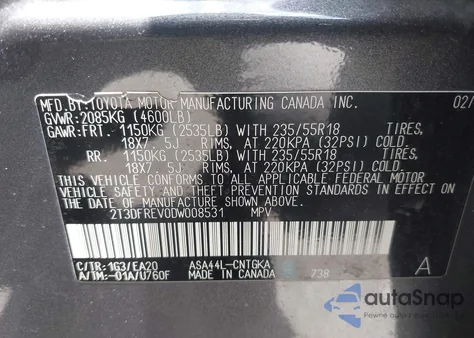 MFD.BY:TOYOTA MOTOR MANUFACTURING CANADA INC. 02/
GVWR: 2085KG (4600LB)
GAWR:FRT. 1150KG (2535LB) WITH 235/55R18 TIRES,
18X7. 5J RIMS, AT 220KPA (32PSI) COLD.
RR. 1150KG (2535LB) WITH 235/55R18 TIRES,
18X7. 5J RIMS, AT 220KPA (32PSI) COLD.
THIS VEHICLE CONFORMS TO ALL APPLICABLE FEDERAL MOTOR
VEHICLE SAFETY AND THEFT PREVENTION STANDARDS IN EFFECT
ON THE DATE OF MANUFACTURE SHOWN ABOVE.
2T3DFREV0DW008531 MPV
C/TR:1G3/EA20 ASA44L-CNTGKA
A/TM:-01A/U760F MADE IN CANADA 738 A
autoSnap
Watermark